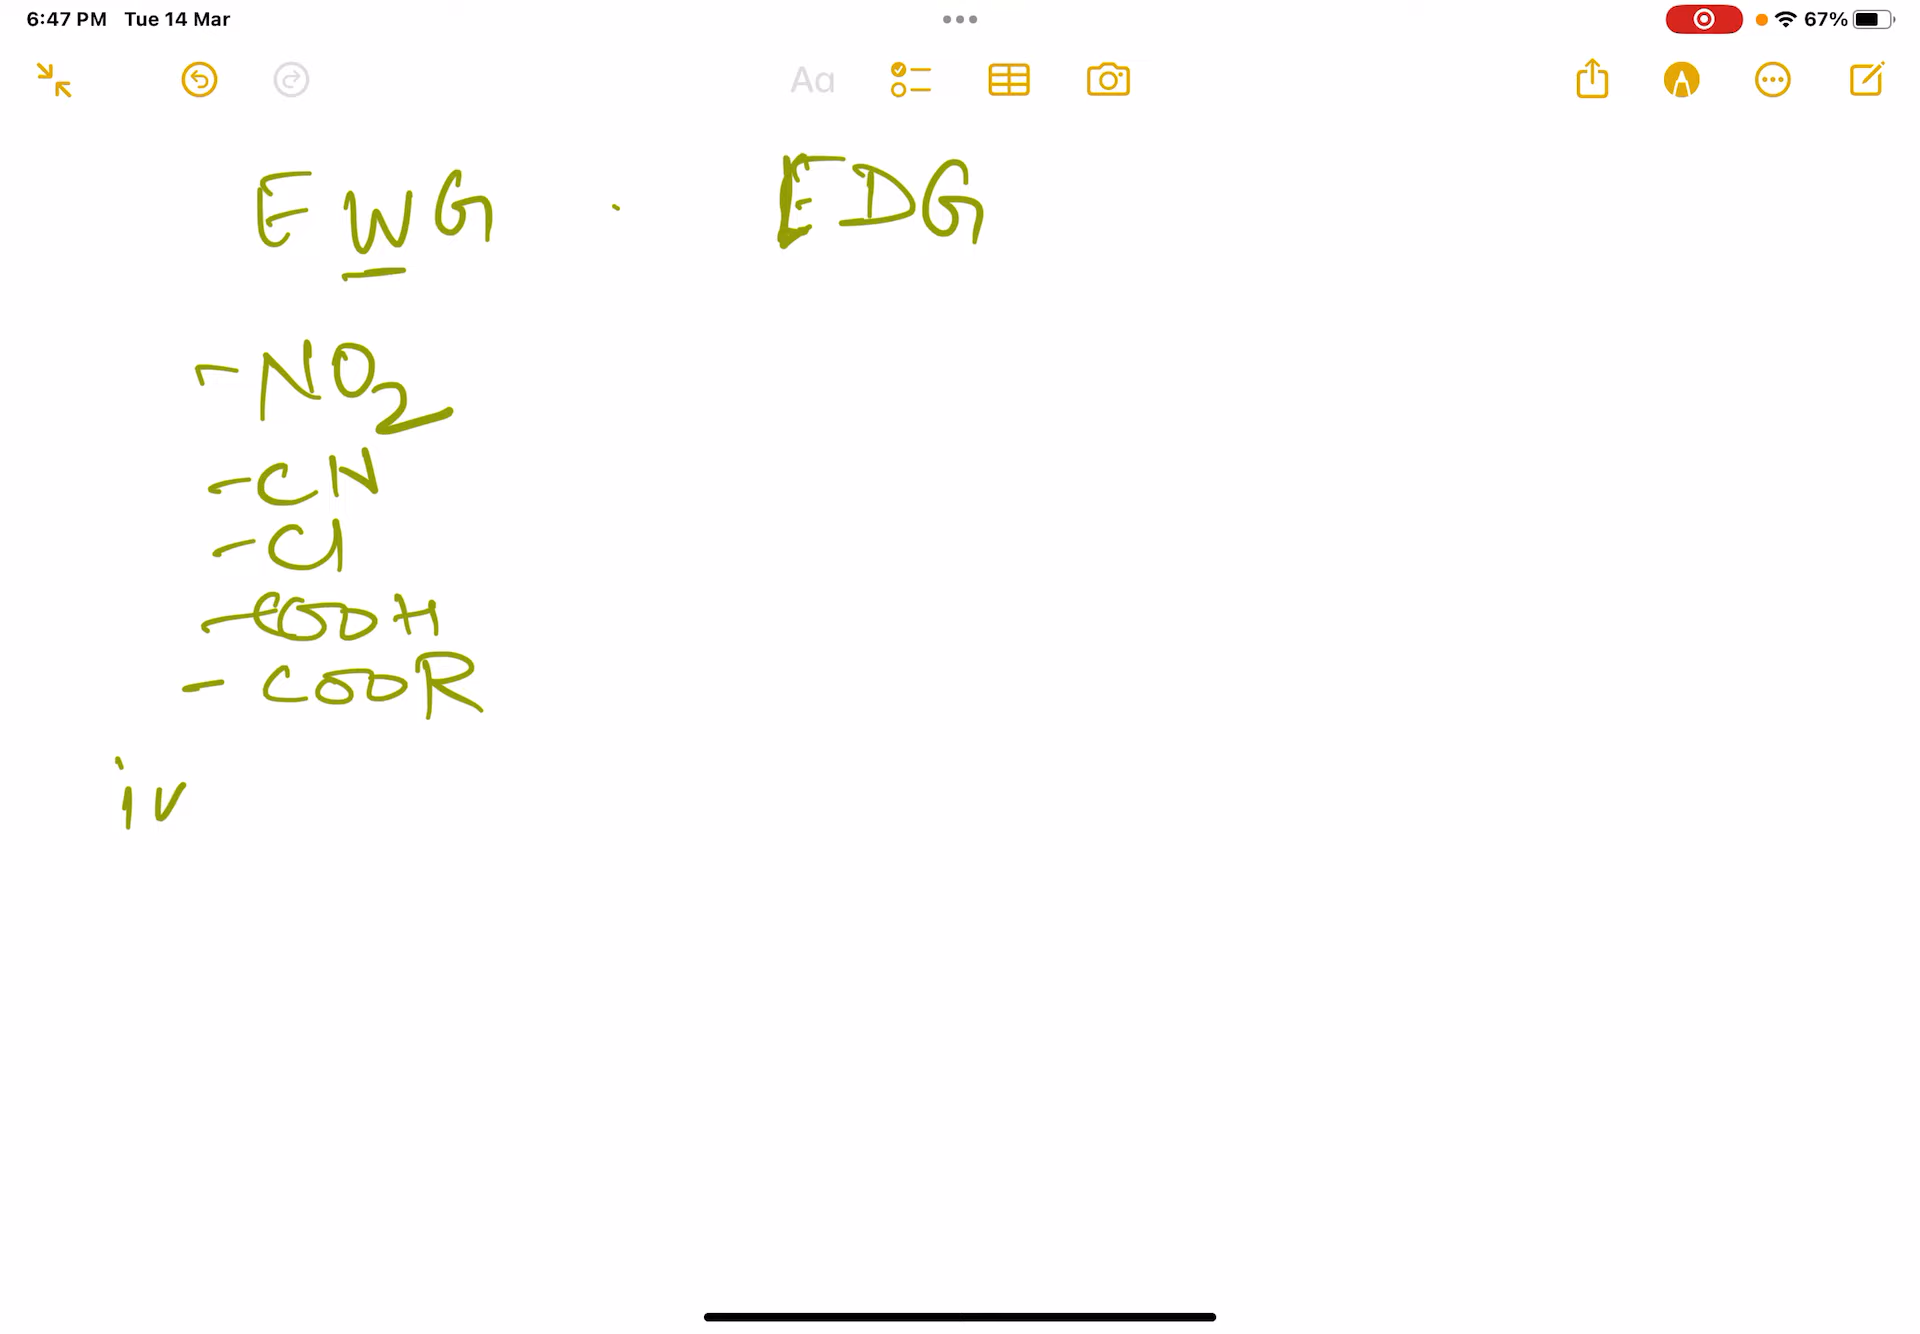 6:47 PM Tue 14 Mar 67%
Aa
EWG . EDG
- NO2
- CN
- Cl
- COOH
- COOR
iv